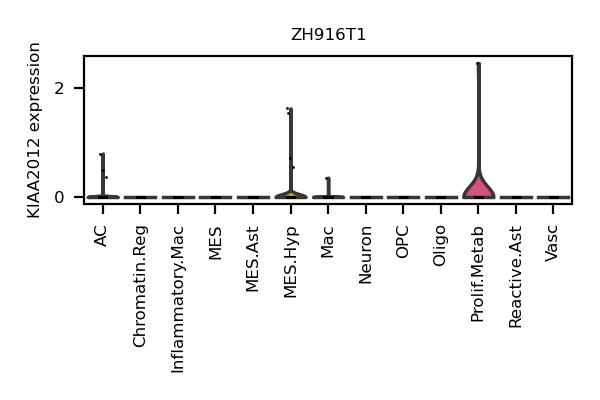 ZH916T1
KIAA2012 expression
2
0
AC
Chromatin.Reg
Inflammatory.Mac
MES
MES.Ast
MES.Hyp
Mac
Neuron
OPC
Oligo
Prolif.Metab
Reactive.Ast
Vasc